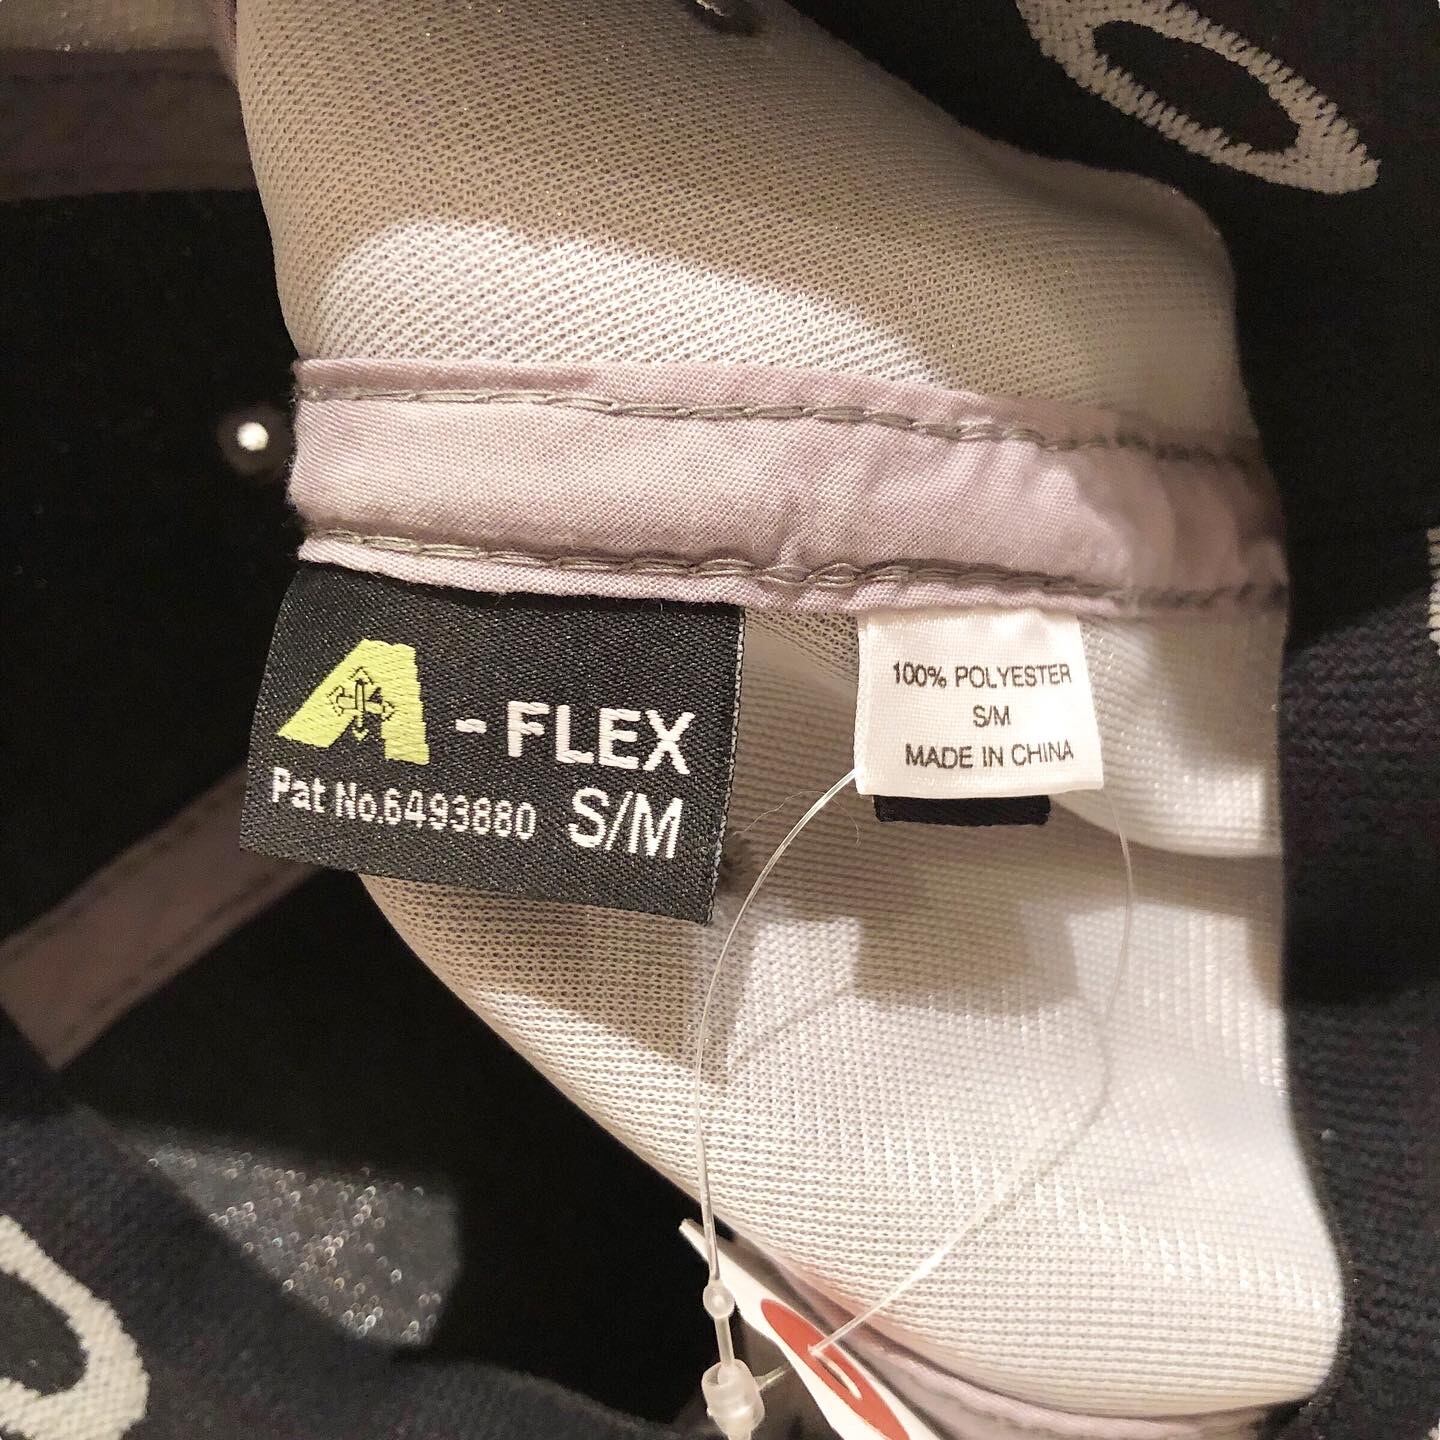 A - FLEX
Pat No.6493880 S/M
100% POLYESTER
S/M
MADE IN CHINA